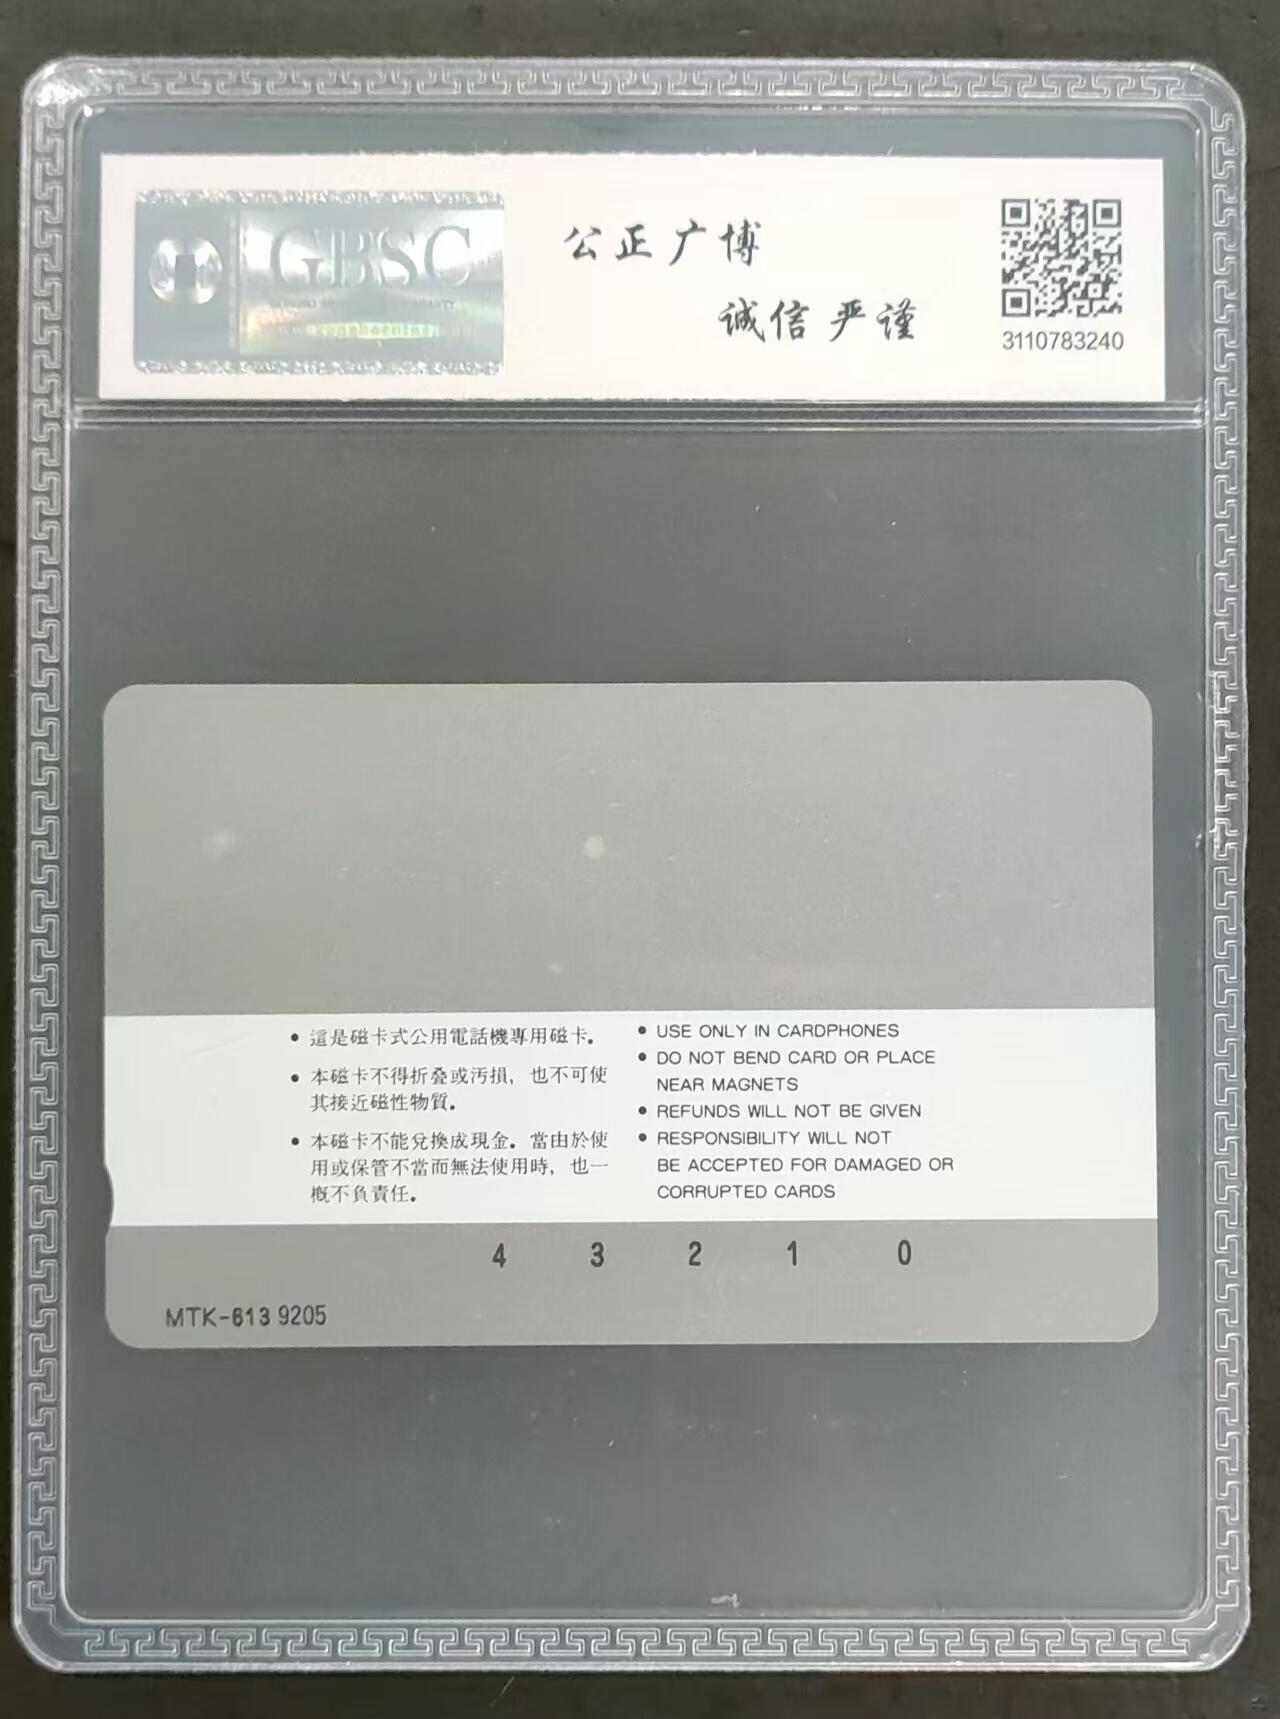 GBSC
公正广博
诚信严谨
3110783240
• 這是磁卡式公用電話機專用磁卡。
• 本磁卡不得折叠或汚損，也不可使
其接近磁性物質。
• 本磁卡不能兌換成現金。當由於使
用或保管不當而無法使用時，也一
概不負責任。
• USE ONLY IN CARDPHONES
• DO NOT BEND CARD OR PLACE
NEAR MAGNETS
• REFUNDS WILL NOT BE GIVEN
• RESPONSIBILITY WILL NOT
BE ACCEPTED FOR DAMAGED OR
CORRUPTED CARDS
4 3 2 1 0
MTK-613 9205